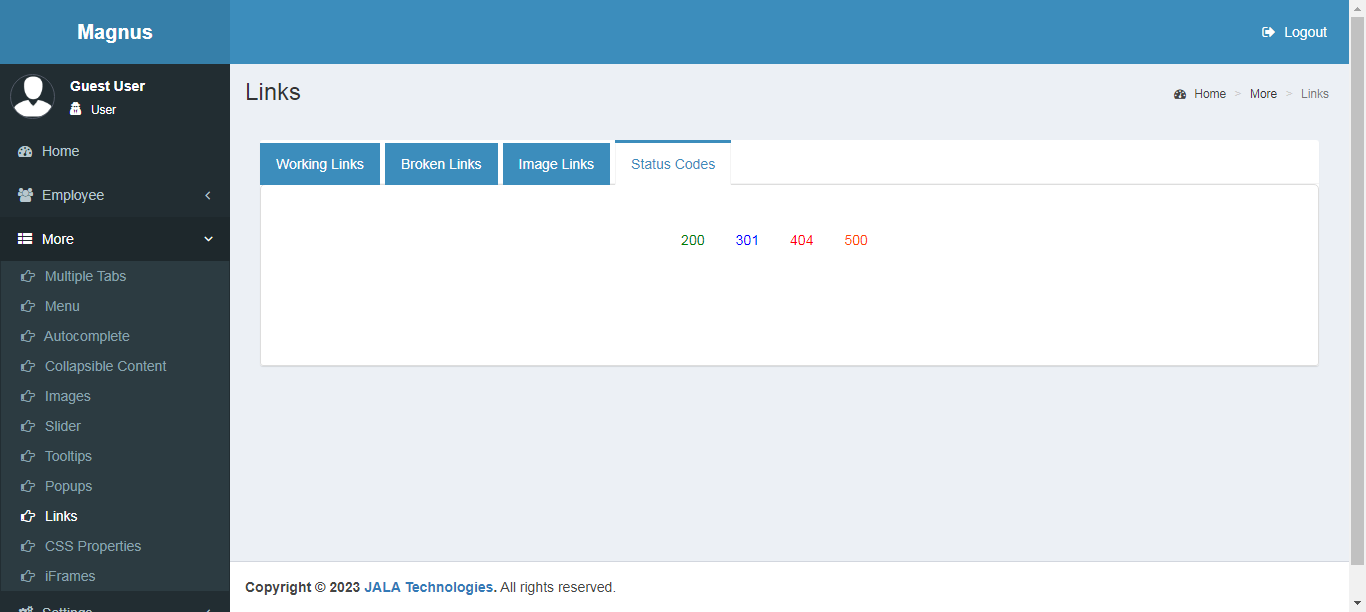 Magnus
Logout
Guest User
User
Links
Home > More > Links
Home
Employee
More
Multiple Tabs
Menu
Autocomplete
Collapsible Content
Images
Slider
Tooltips
Popups
Links
CSS Properties
iFrames
Settings
Working Links
Broken Links
Image Links
Status Codes
200 301 404 500
Copyright © 2023 JALA Technologies. All rights reserved.